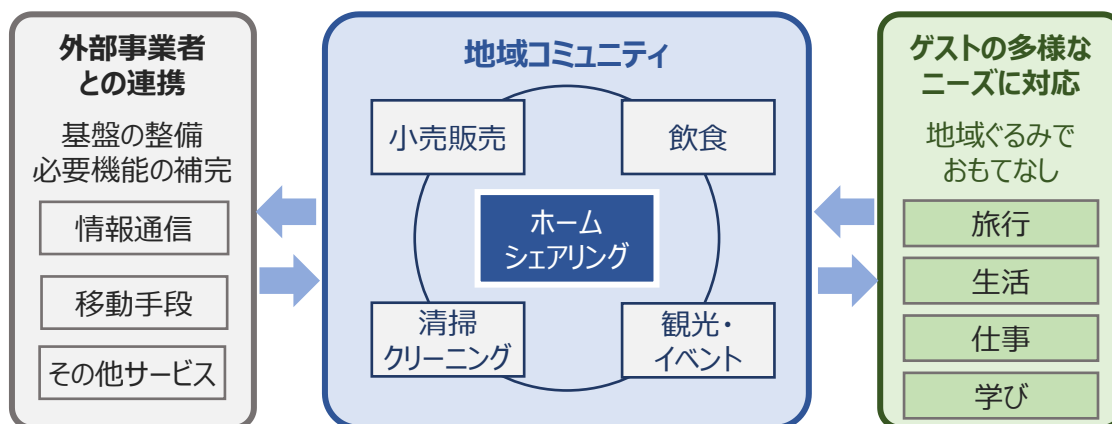 外部事業者
との連携
基盤の整備
必要機能の補完
情報通信
移動手段
その他サービス
地域コミュニティ
小売販売
飲食
ホーム
シェアリング
清掃
クリーニング
観光・
イベント
ゲストの多様な
ニーズに対応
地域ぐるみで
おもてなし
旅行
生活
仕事
学び